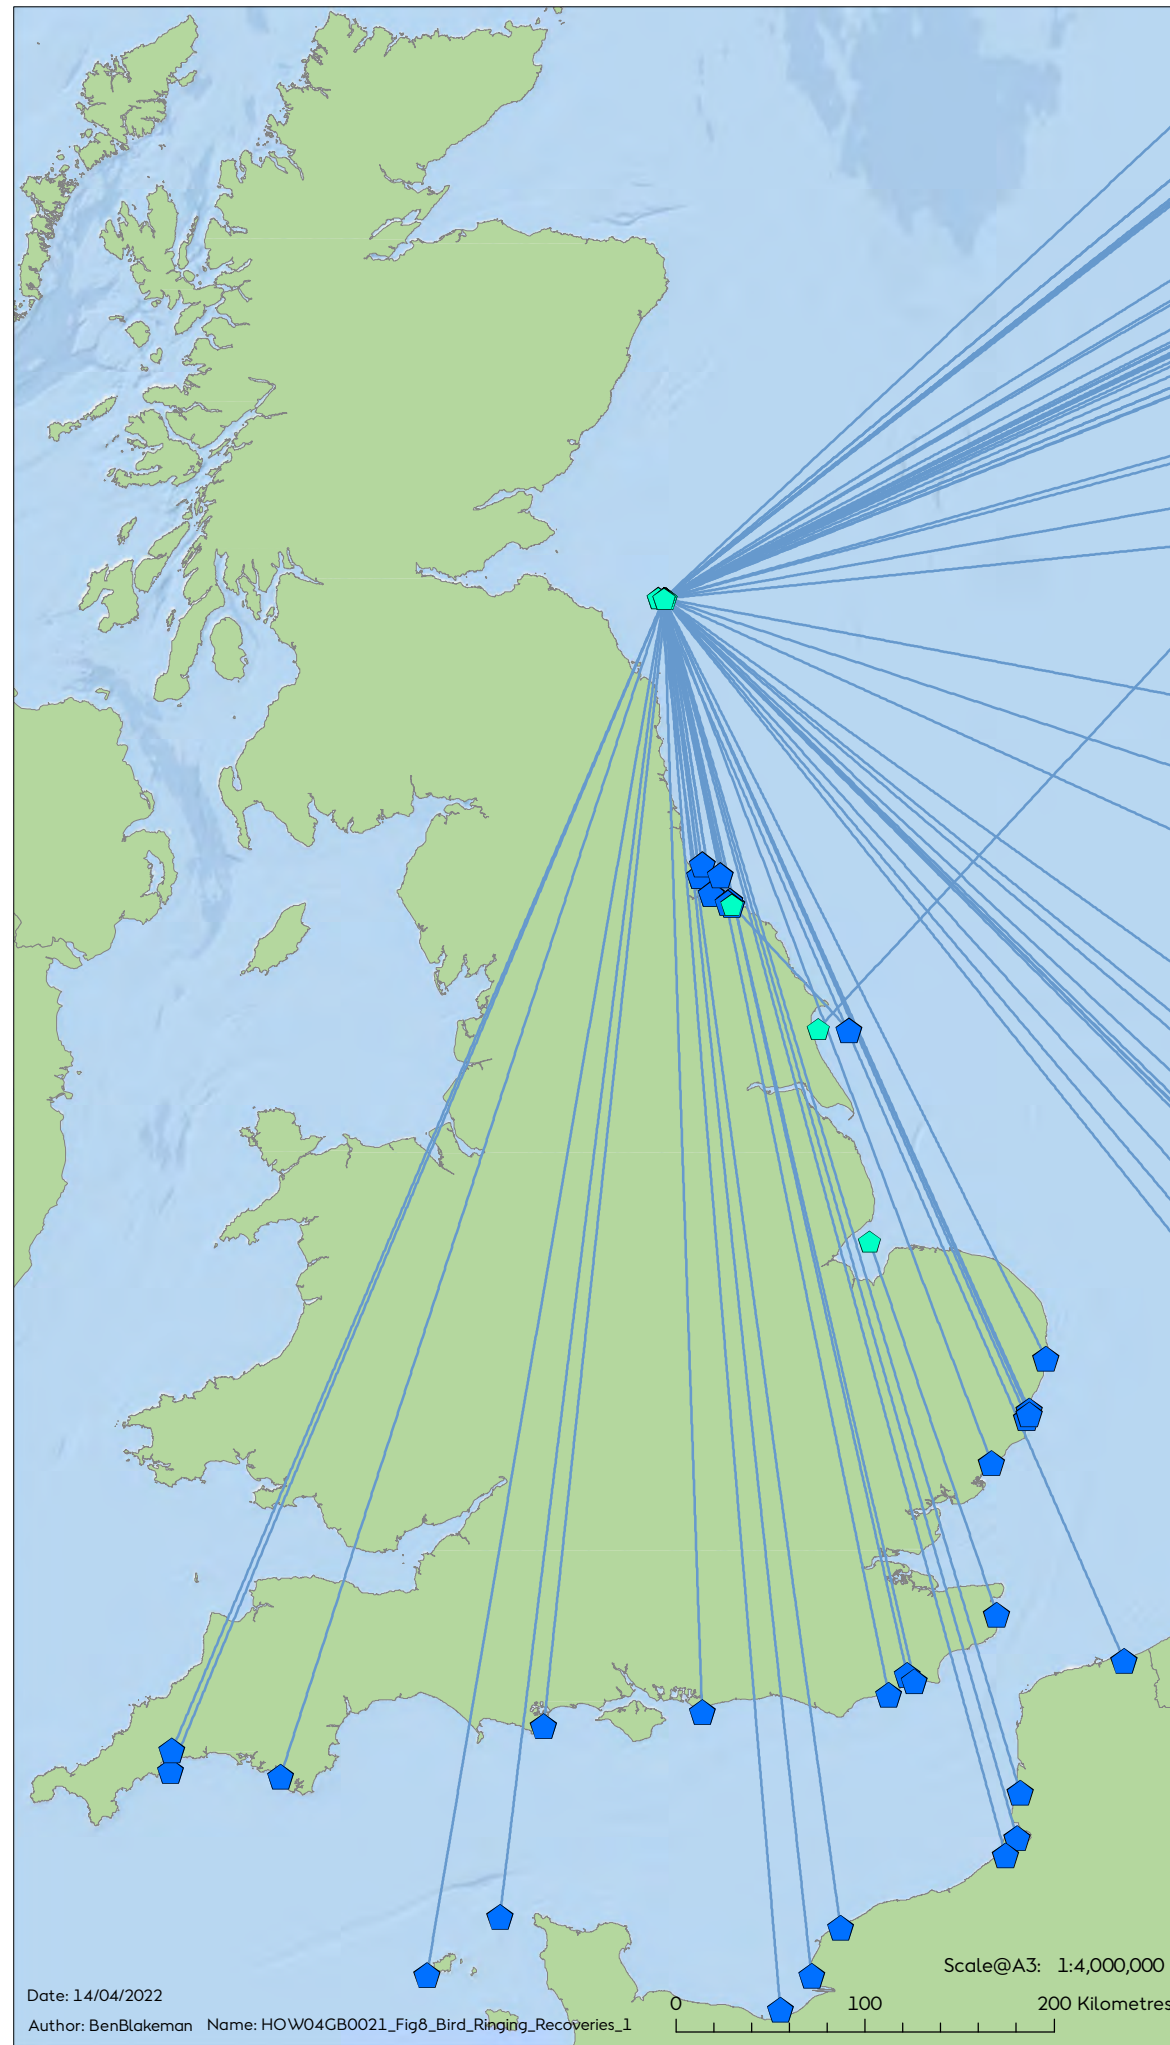 Scale@A3: 1:4,000,000
Date: 14/04/2022
0 100 200 Kilometres
Author: BenBlakeman Name: HOW04GB0021_Fig8_Bird_Ringing_Recoveries_1